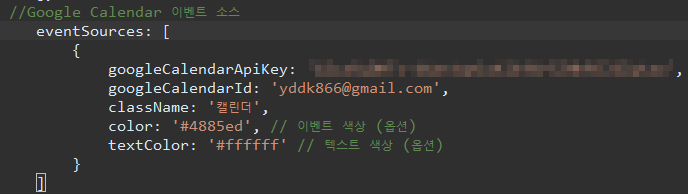 //Google Calendar 이벤트 소스
eventSources: [
{
googleCalendarApiKey: ,
googleCalendarId: 'yddk866@gmail.com',
className: '캘린더',
color: '#4885ed', // 이벤트 색상 (옵션)
textColor: '#ffffff' // 텍스트 색상 (옵션)
}
]